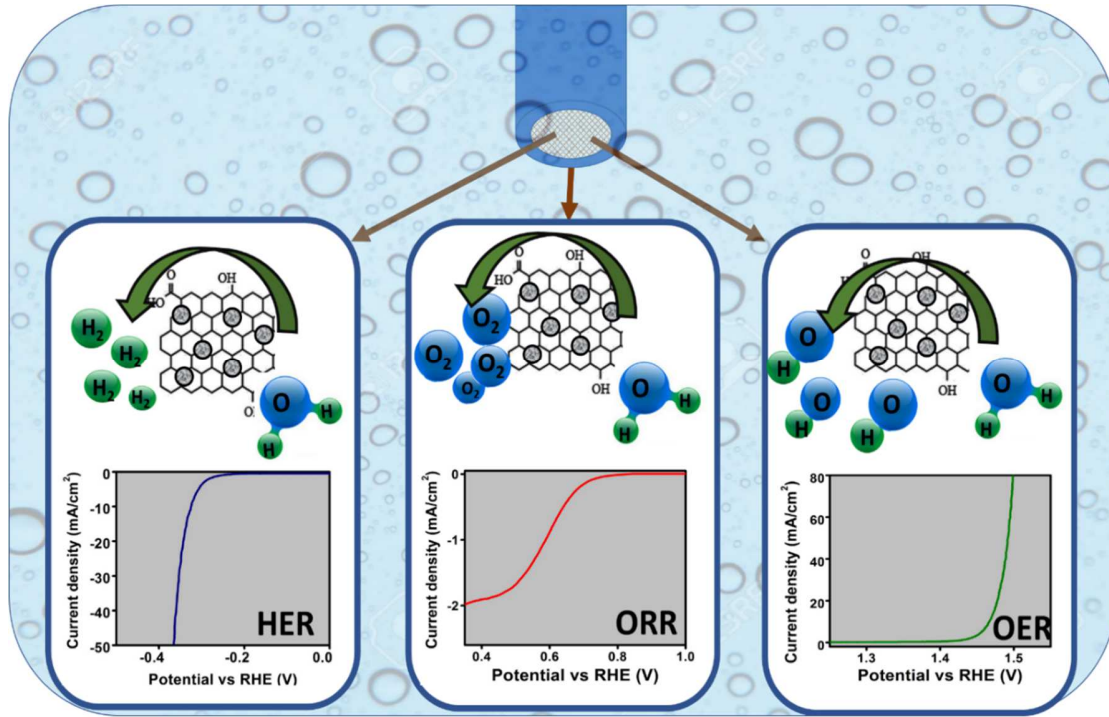 O
OH
HO
H2
H2
H2
H2
O
H
H
0
-10
-20
-30
-40
-50
Current density (mA/cm²)
HER
-0.4
-0.2
0.0
Potential vs RHE (V)
O
OH
HO
O2
O2
O2
O2
OH
O
H
H
0
-1
-2
Current density (mA/cm²)
ORR
0.4
0.6
0.8
1.0
Potential vs RHE (V)
OH
O
H
O
H
O
H
OH
O
H
H
80
60
40
20
0
Current density (mA/cm²)
OER
1.3
1.4
1.5
Potential vs RHE (V)